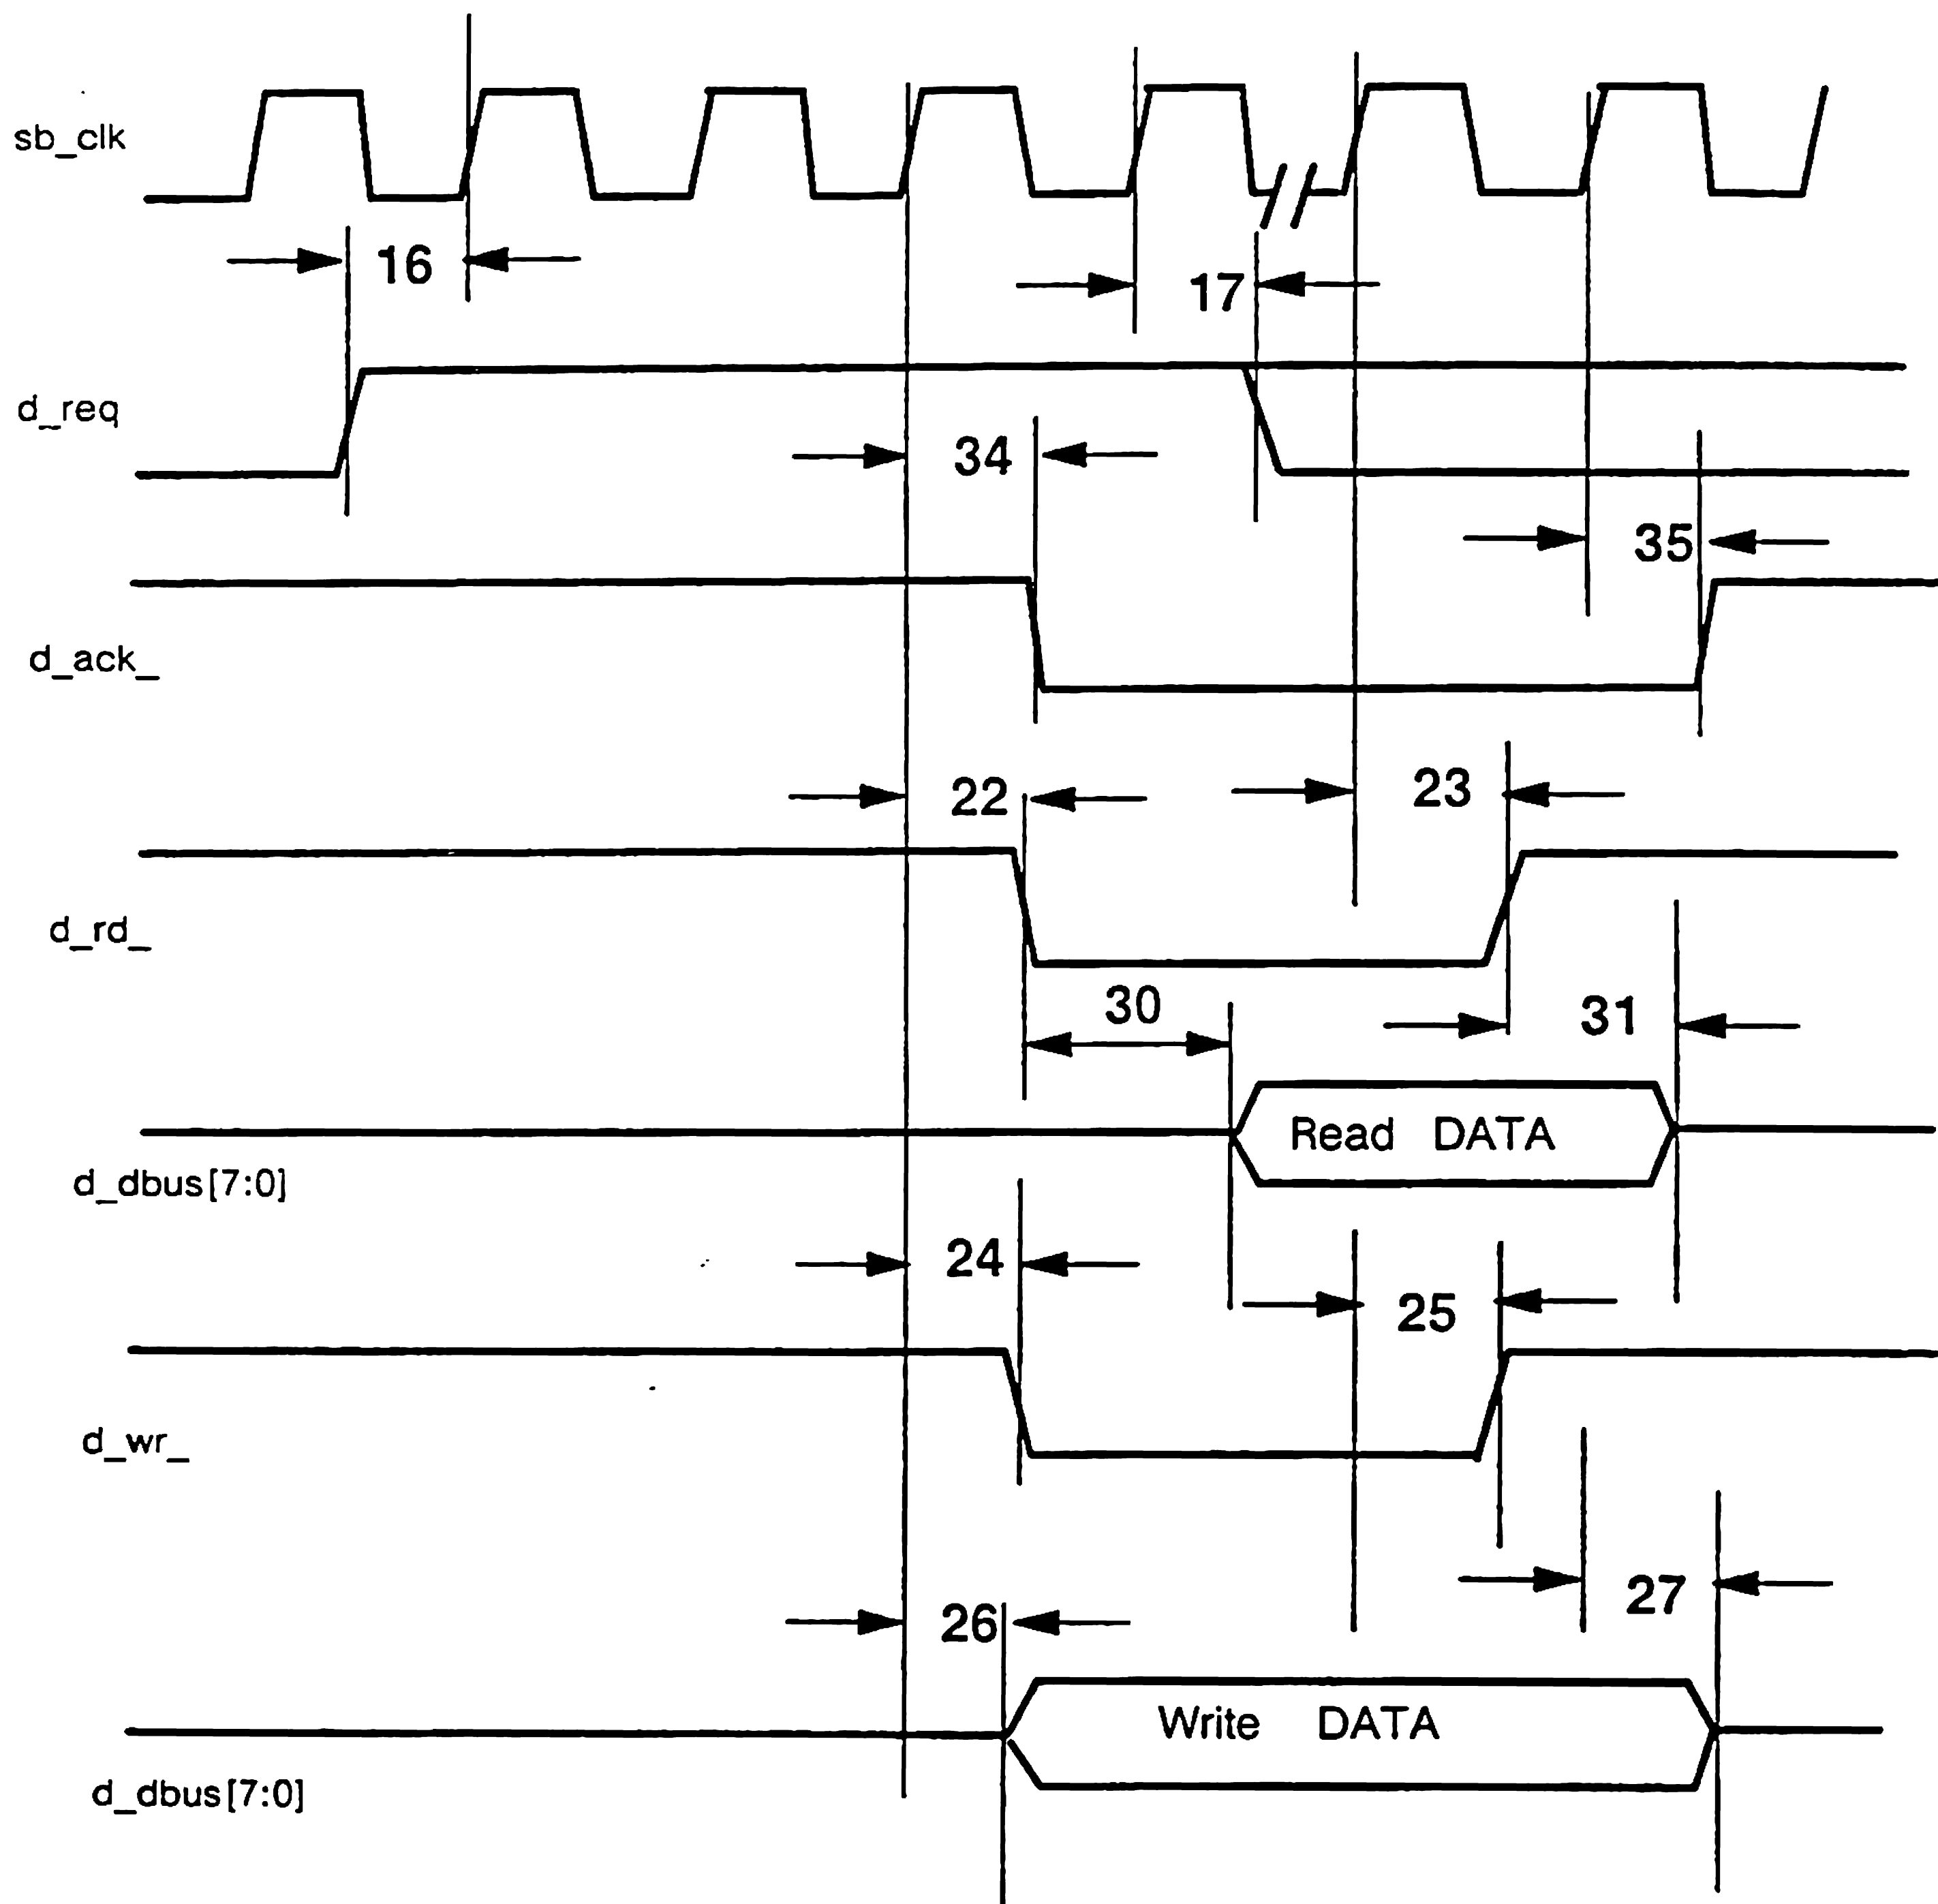 sb_clk
16
17
d_req
34
35
d_ack_
22
23
d_rd_
30
31
Read DATA
d_dbus[7:0]
24
25
d_wr_
27
26
Write DATA
d_dbus[7:0]